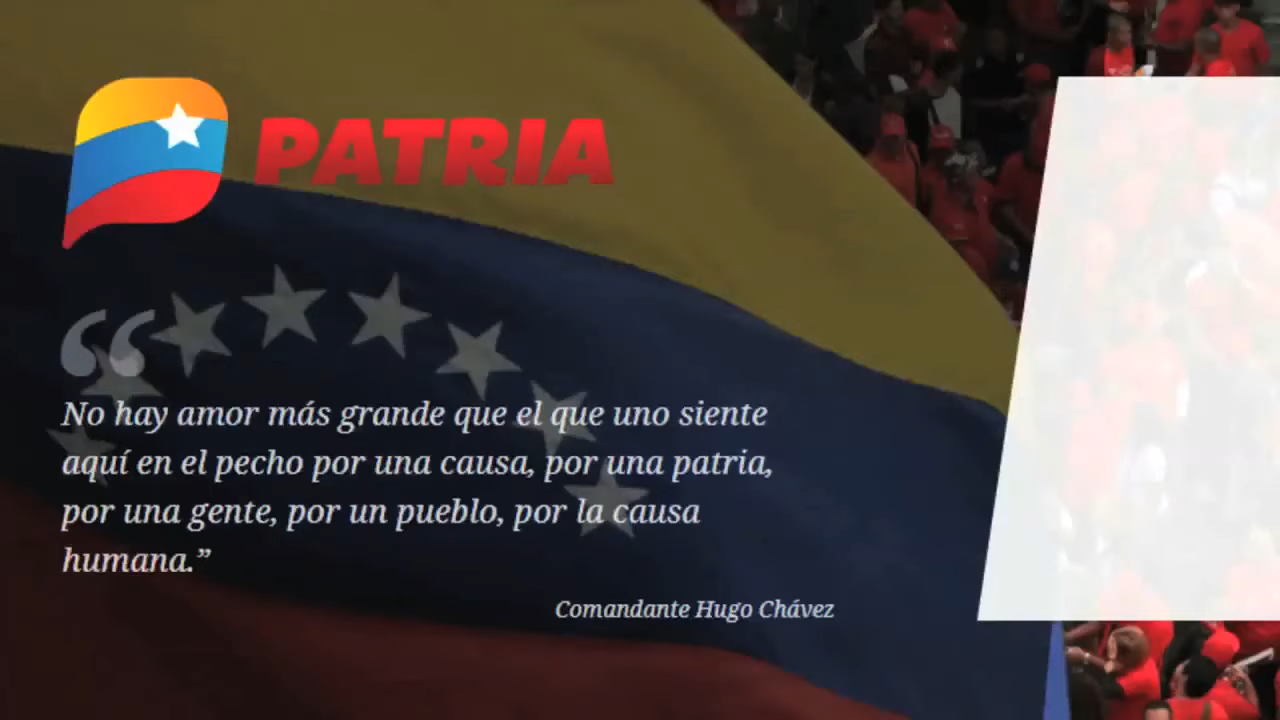 PATRIA
“
No hay amor más grande que el que uno siente
aquí en el pecho por una causa, por una patria,
por una gente, por un pueblo, por la causa
humana.”
Comandante Hugo Chávez